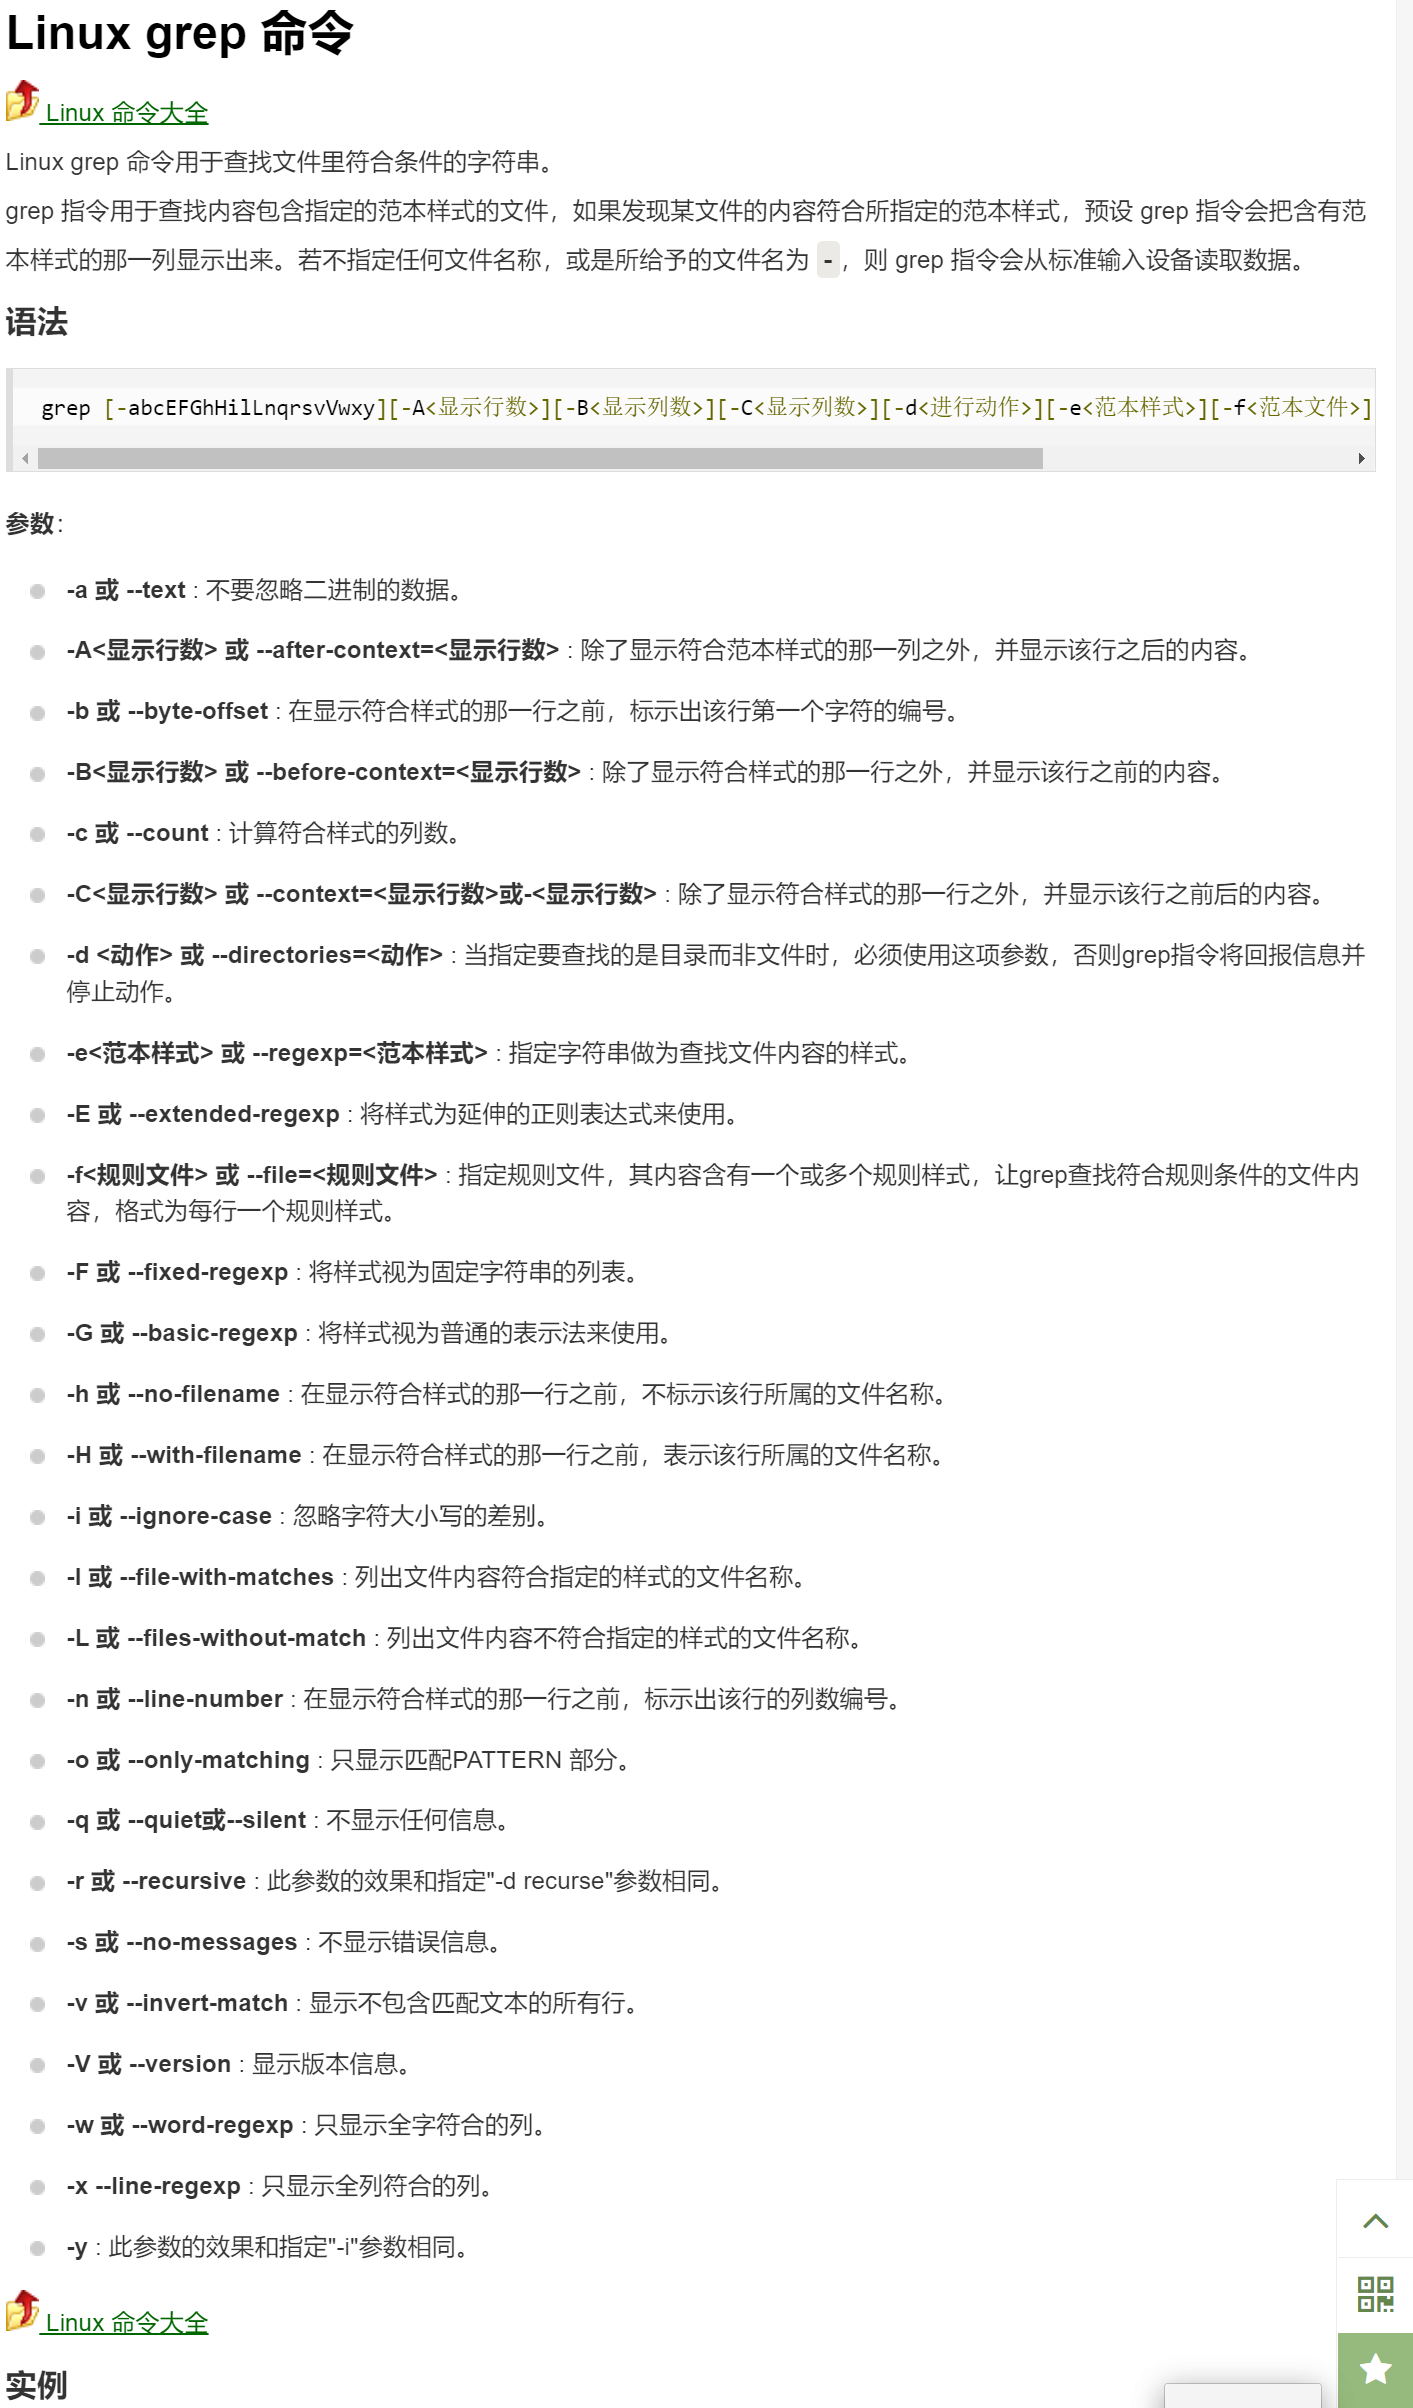 Linux grep 命令
Linux 命令大全
Linux grep 命令用于查找文件里符合条件的字符串。
grep 指令用于查找内容包含指定的范本样式的文件，如果发现某文件的内容符合所指定的范本样式，预设 grep 指令会把含有范
本样式的那一列显示出来。若不指定任何文件名称，或是所给予的文件名为 -，则 grep 指令会从标准输入设备读取数据。
语法
grep [-abcEFGhHilLnqrsvVwxy][-A<显示行数>][-B<显示列数>][-C<显示列数>][-d<进行动作>][-e<范本样式>][-f<范本文件>]
参数：
-a 或 --text : 不要忽略二进制的数据。
-A<显示行数> 或 --after-context=<显示行数> : 除了显示符合范本样式的那一列之外，并显示该行之后的内容。
-b 或 --byte-offset : 在显示符合样式的那一行之前，标示出该行第一个字符的编号。
-B<显示行数> 或 --before-context=<显示行数> : 除了显示符合样式的那一行之外，并显示该行之前的内容。
-c 或 --count : 计算符合样式的列数。
-C<显示行数> 或 --context=<显示行数>或-<显示行数> : 除了显示符合样式的那一行之外，并显示该行之前后的内容。
-d <动作> 或 --directories=<动作> : 当指定要查找的是目录而非文件时，必须使用这项参数，否则grep指令将回报信息并
停止动作。
-e<范本样式> 或 --regexp=<范本样式> : 指定字符串做为查找文件内容的样式。
-E 或 --extended-regexp : 将样式为延伸的正则表达式来使用。
-f<规则文件> 或 --file=<规则文件> : 指定规则文件，其内容含有一个或多个规则样式，让grep查找符合规则条件的文件内
容，格式为每行一个规则样式。
-F 或 --fixed-regexp : 将样式视为固定字符串的列表。
-G 或 --basic-regexp : 将样式视为普通的表示法来使用。
-h 或 --no-filename : 在显示符合样式的那一行之前，不标示该行所属的文件名称。
-H 或 --with-filename : 在显示符合样式的那一行之前，表示该行所属的文件名称。
-i 或 --ignore-case : 忽略字符大小写的差别。
-l 或 --file-with-matches : 列出文件内容符合指定的样式的文件名称。
-L 或 --files-without-match : 列出文件内容不符合指定的样式的文件名称。
-n 或 --line-number : 在显示符合样式的那一行之前，标示出该行的列数编号。
-o 或 --only-matching : 只显示匹配PATTERN 部分。
-q 或 --quiet或--silent : 不显示任何信息。
-r 或 --recursive : 此参数的效果和指定"-d recurse"参数相同。
-s 或 --no-messages : 不显示错误信息。
-v 或 --invert-match : 显示不包含匹配文本的所有行。
-V 或 --version : 显示版本信息。
-w 或 --word-regexp : 只显示全字符合的列。
-x --line-regexp : 只显示全列符合的列。
-y : 此参数的效果和指定"-i"参数相同。
Linux 命令大全
实例